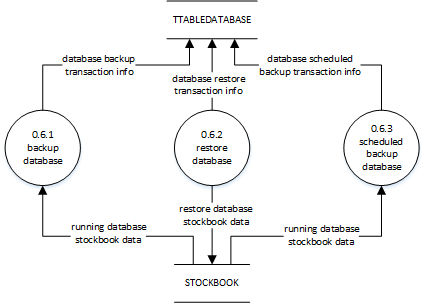 TTABLEDATABASE
database backup
transaction info
database restore
transaction info
database scheduled
backup transaction info
0.6.1
backup
database
0.6.2
restore
database
0.6.3
scheduled
backup
database
running database
stockbook data
restore database
stockbook data
running database
stockbook data
STOCKBOOK